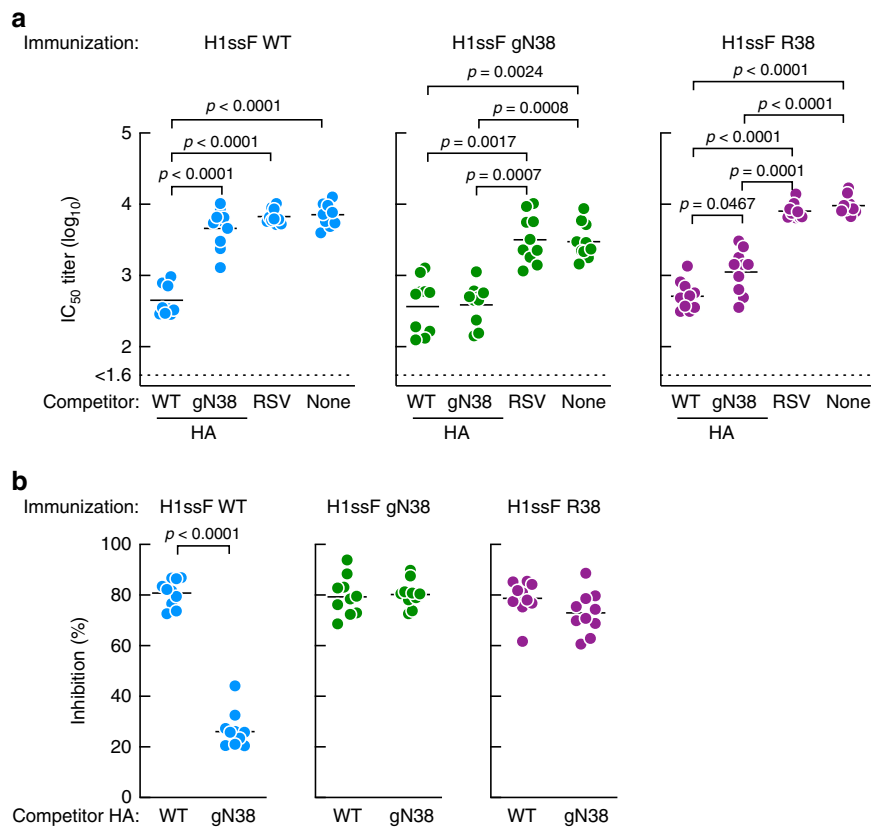 a
Immunization: H1ssF WT H1ssF gN38 H1ssF R38
p < 0.0001
p < 0.0001
p < 0.0001
p = 0.0024
p = 0.0008
p = 0.0017
p = 0.0007
p < 0.0001
p < 0.0001
p < 0.0001
p = 0.0001
p = 0.0467
IC50 titer (log10)
5
4
3
2
<1.6
Competitor: WT gN38 RSV None WT gN38 RSV None WT gN38 RSV None
HA HA HA
b
Immunization: H1ssF WT H1ssF gN38 H1ssF R38
p < 0.0001
Inhibition (%)
100
80
60
40
20
0
Competitor HA: WT gN38 WT gN38 WT gN38